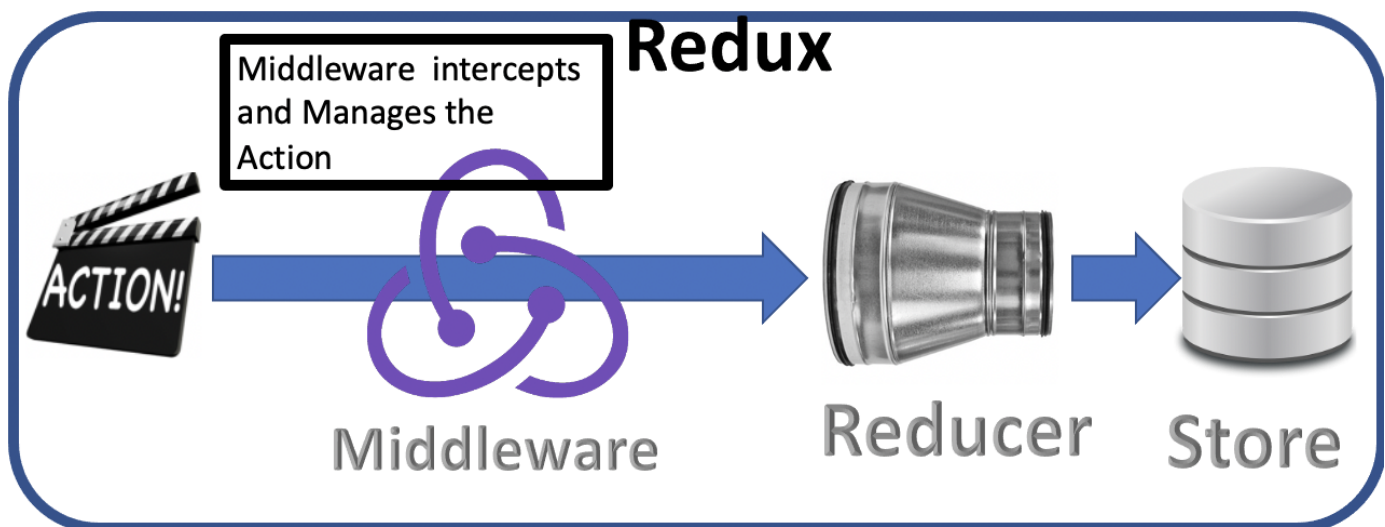 Redux
Middleware intercepts
and Manages the
Action
ACTION!
Middleware
Reducer
Store